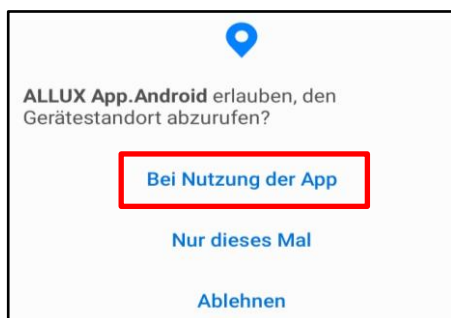 ALLUX App.Android erlauben, den
Gerätestandort abzurufen?
Bei Nutzung der App
Nur dieses Mal
Ablehnen